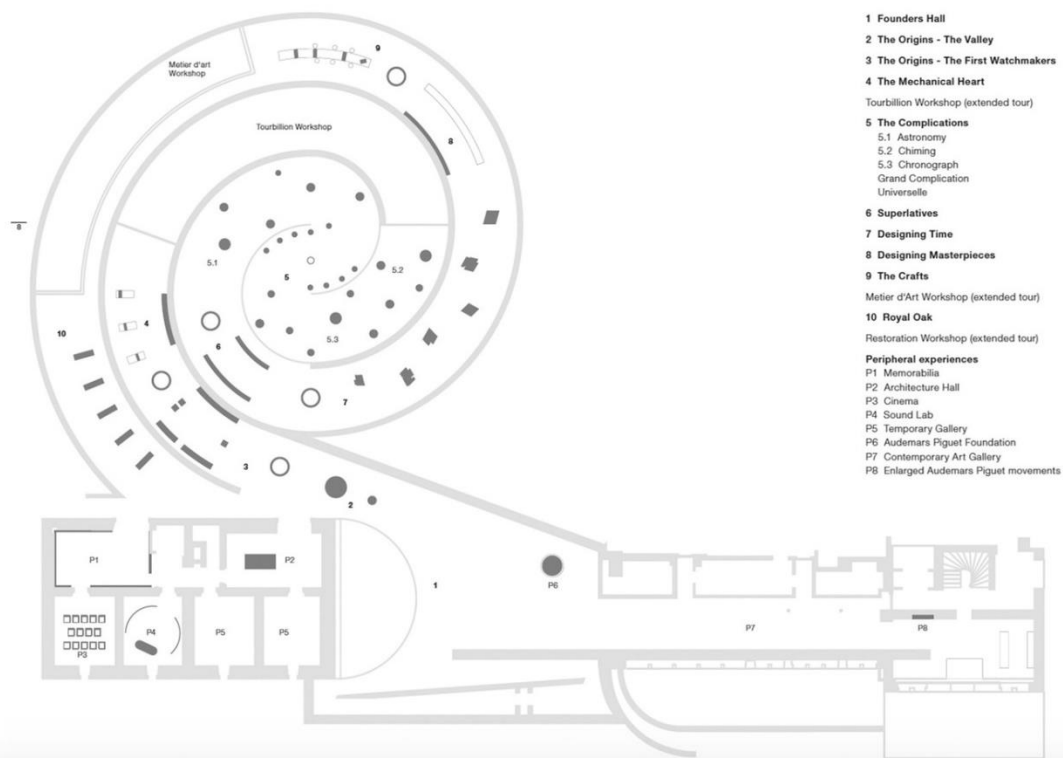 Metier d'art
Workshop
9
Tourbillion Workshop
8
8
5.1
5
5.2
5.3
10
4
6
7
3
2
P1
P2
P6
1
P3
P4
P5
P5
P7
P8
1 Founders Hall
2 The Origins - The Valley
3 The Origins - The First Watchmakers
4 The Mechanical Heart
Tourbillion Workshop (extended tour)
5 The Complications
5.1 Astronomy
5.2 Chiming
5.3 Chronograph
Grand Complication
Universelle
6 Superlatives
7 Designing Time
8 Designing Masterpieces
9 The Crafts
Metier d'Art Workshop (extended tour)
10 Royal Oak
Restoration Workshop (extended tour)
Peripheral experiences
P1 Memorabilia
P2 Architecture Hall
P3 Cinema
P4 Sound Lab
P5 Temporary Gallery
P6 Audemars Piguet Foundation
P7 Contemporary Art Gallery
P8 Enlarged Audemars Piguet movements